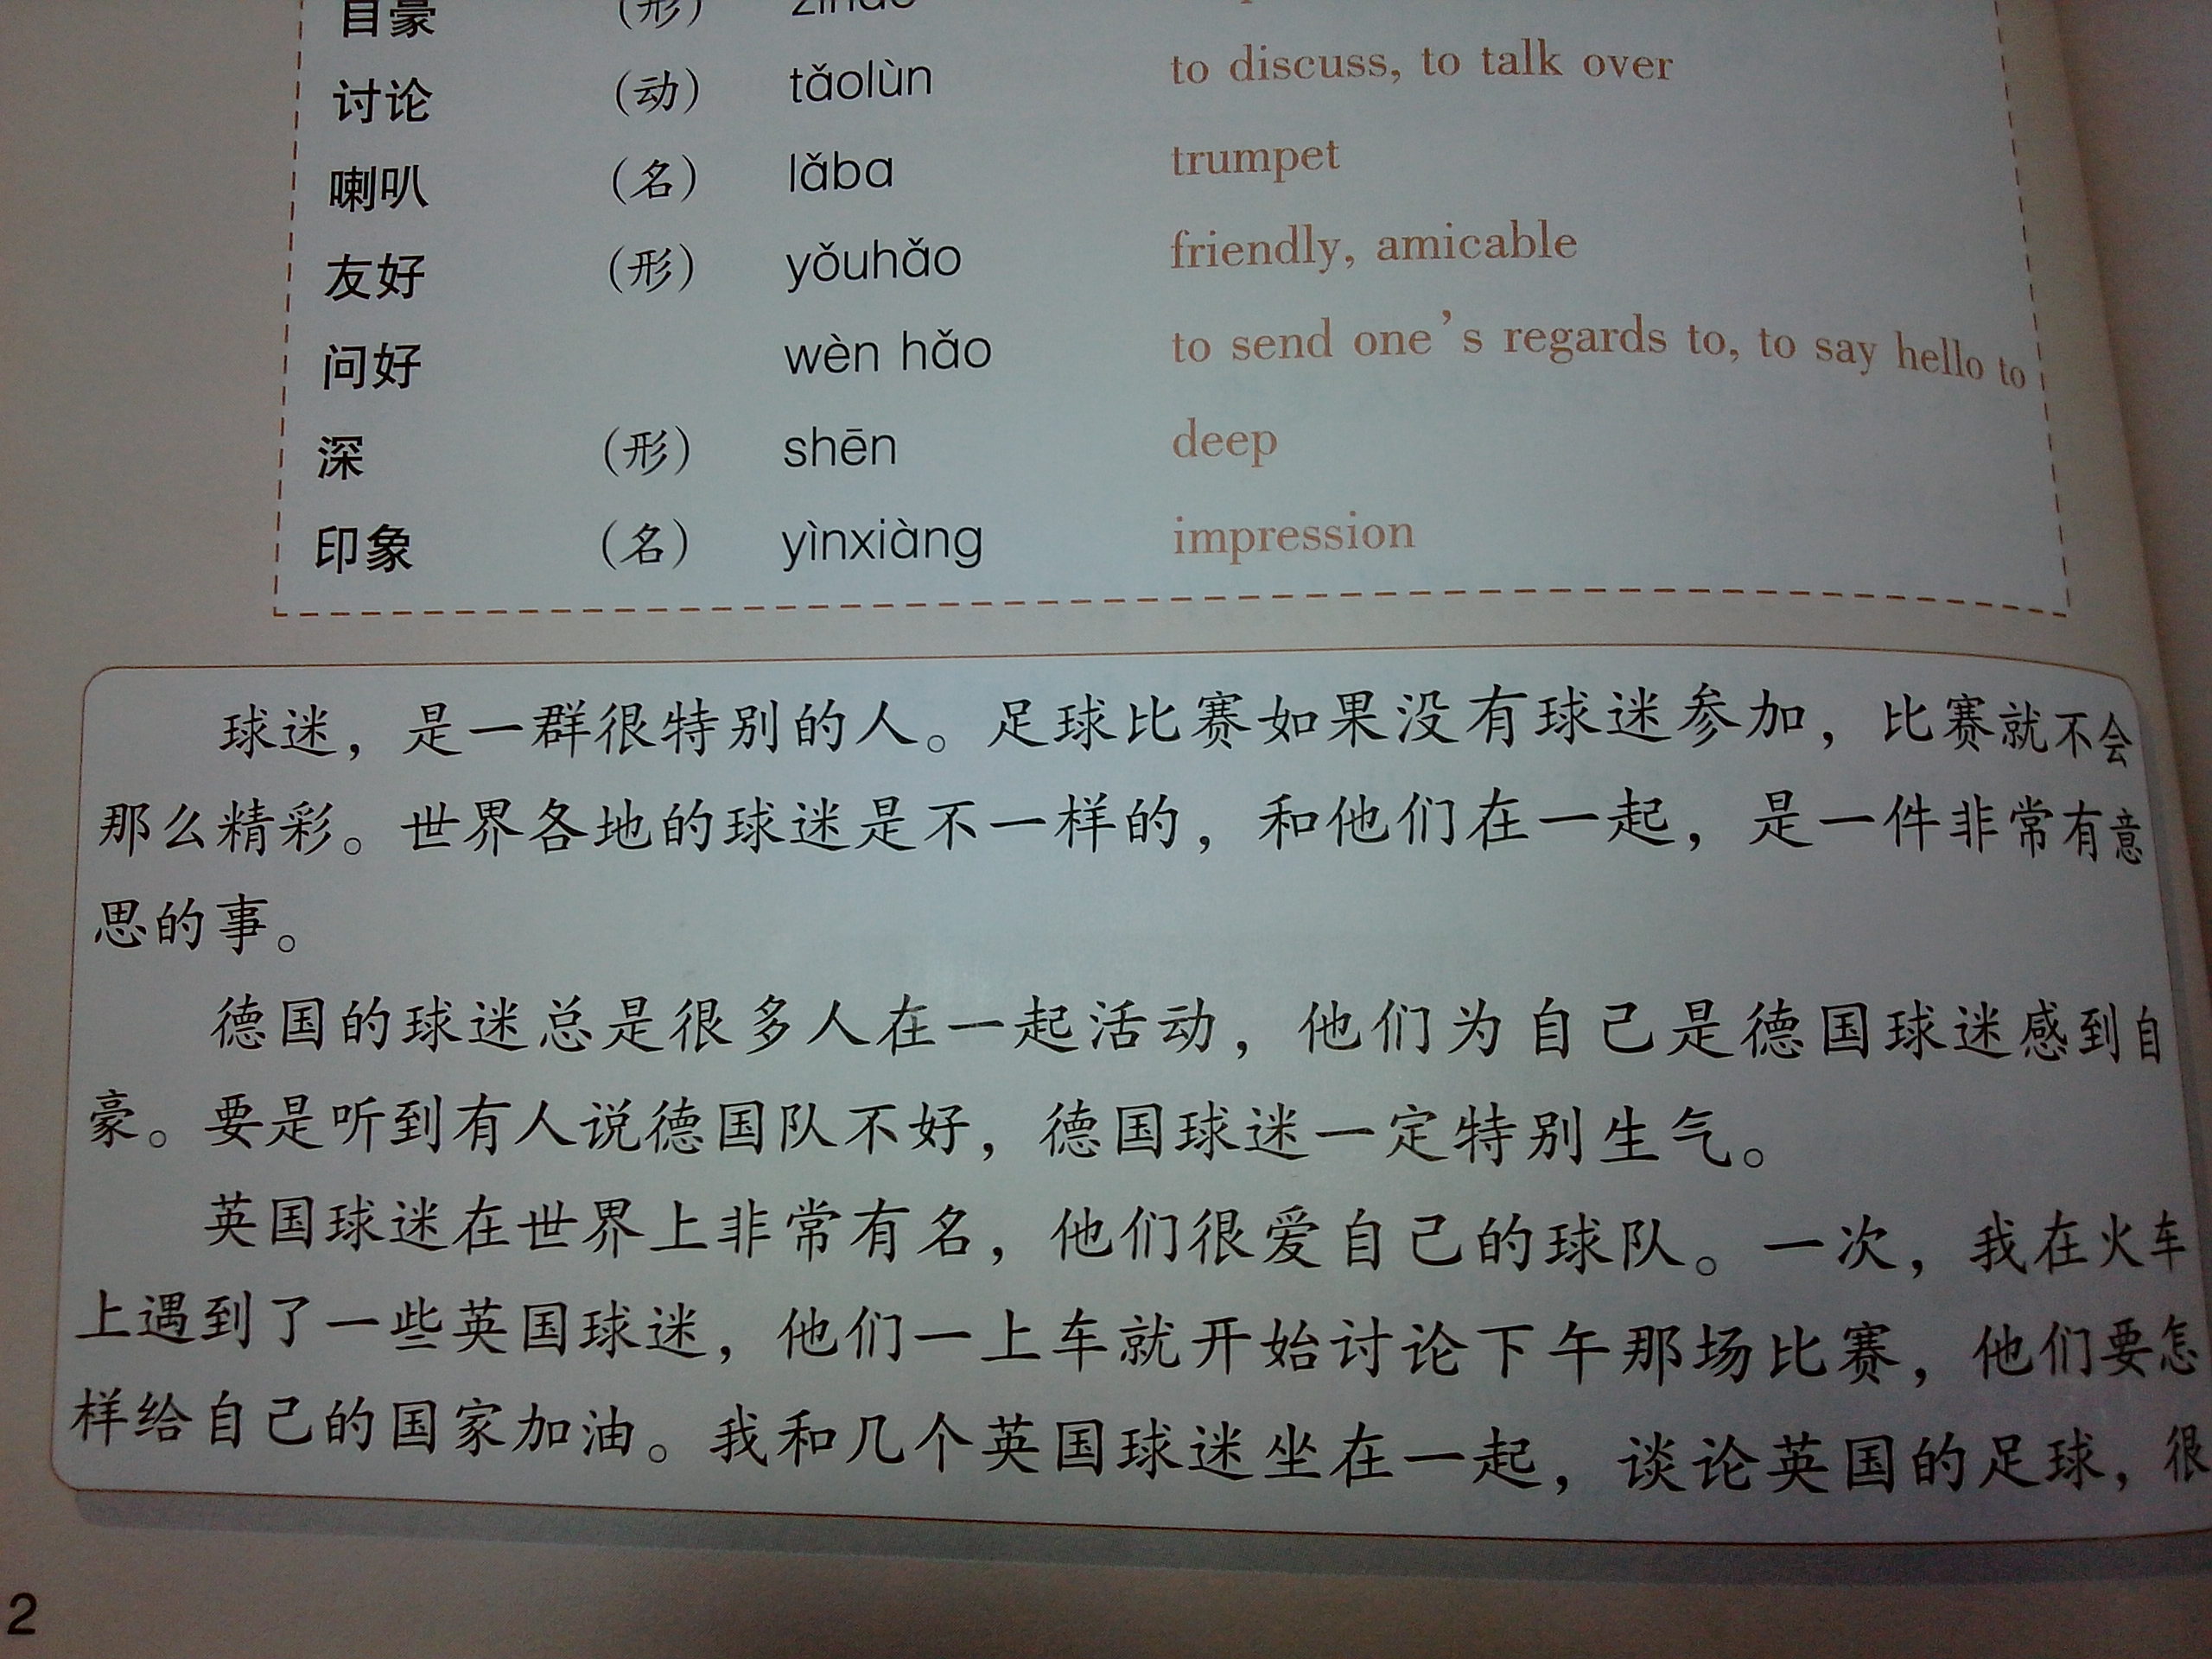 自豪 （形） zìháo
讨论 （动） tǎolùn to discuss, to talk over
喇叭 （名） lǎba trumpet
友好 （形） yǒuhǎo friendly, amicable
问好 wèn hǎo to send one's regards to, to say hello to
深 （形） shēn deep
印象 （名） yìnxiàng impression
球迷，是一群很特别的人。足球比赛如果没有球迷参加，比赛就不会
那么精彩。世界各地的球迷是不一样的，和他们在一起，是一件非常有意
思的事。
德国的球迷总是很多人在一起活动，他们为自己是德国球迷感到自
豪。要是听到有人说德国队不好，德国球迷一定特别生气。
英国球迷在世界上非常有名，他们很爱自己的球队。一次，我在火车
上遇到了一些英国球迷，他们一上车就开始讨论下午那场比赛，他们要怎
样给自己的国家加油。我和几个英国球迷坐在一起，谈论英国的足球，很
2